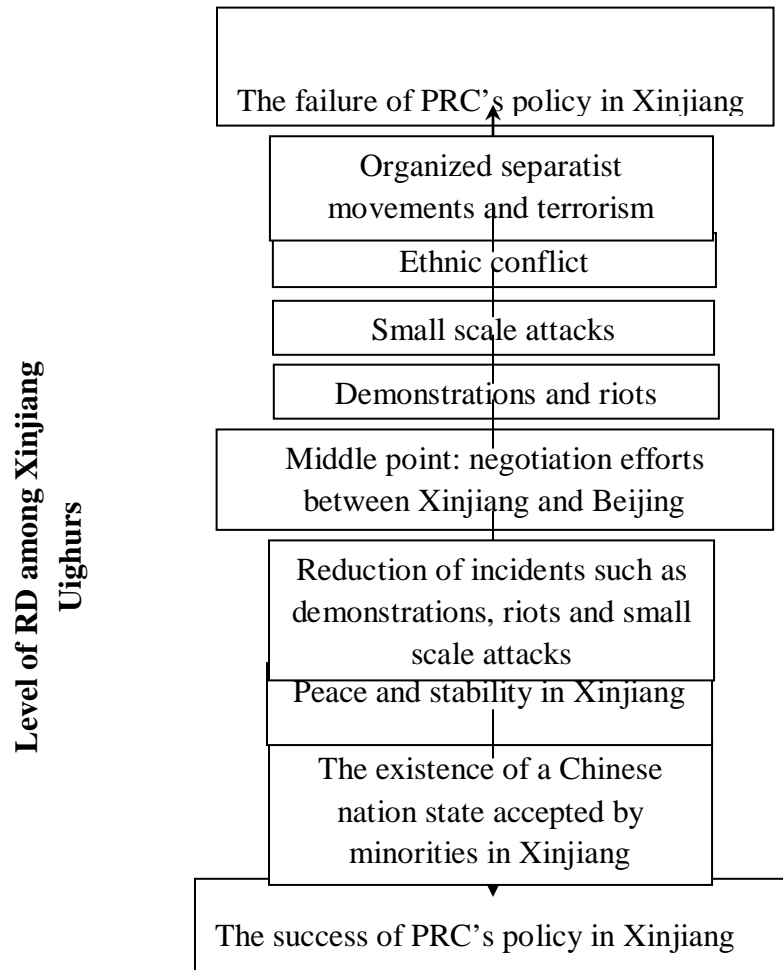 The failure of PRC's policy in Xinjiang
Organized separatist
movements and terrorism
Ethnic conflict
Small scale attacks
Demonstrations and riots
Middle point: negotiation efforts
between Xinjiang and Beijing
Reduction of incidents such as
demonstrations, riots and small
scale attacks
Peace and stability in Xinjiang
The existence of a Chinese
nation state accepted by
minorities in Xinjiang
The success of PRC's policy in Xinjiang
Level of RD among Xinjiang
Uighurs